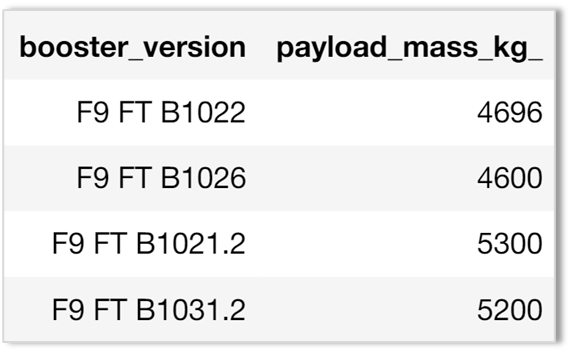 booster_version payload_mass_kg_
F9 FT B1022 4696
F9 FT B1026 4600
F9 FT B1021.2 5300
F9 FT B1031.2 5200